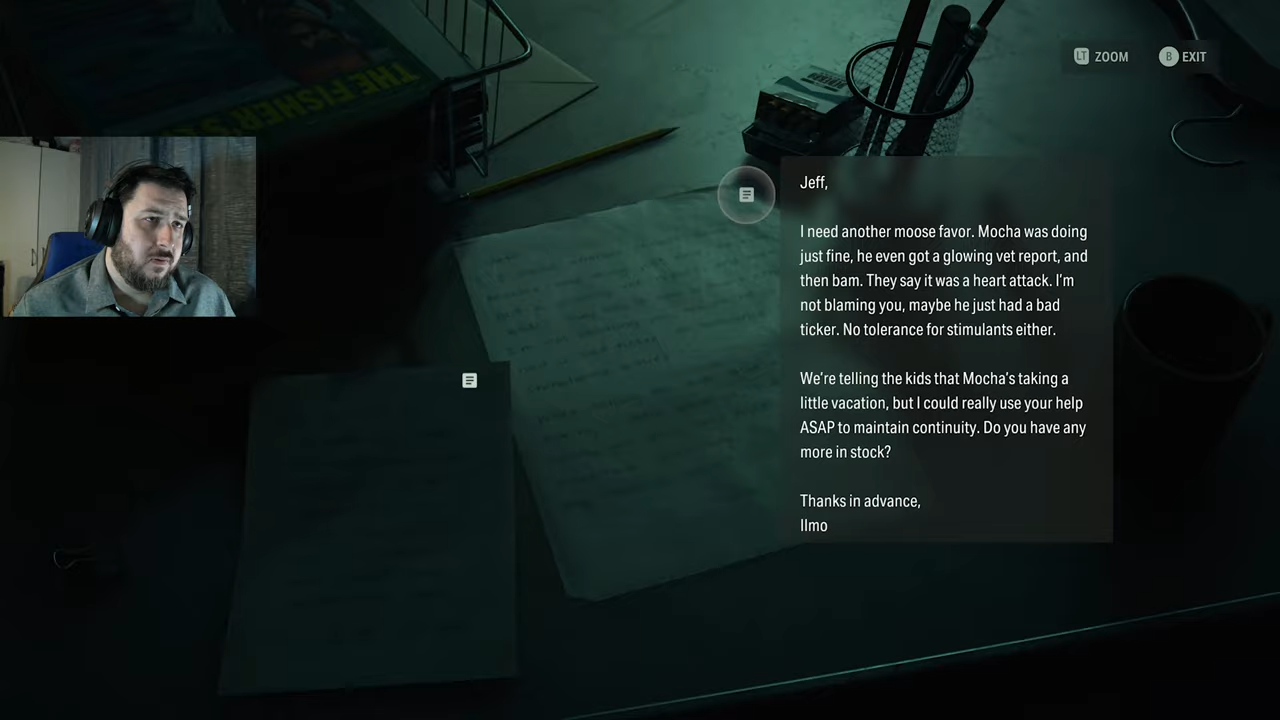 THE FISHER
LT ZOOM
B EXIT
Jeff,
I need another moose favor. Mocha was doing
just fine, he even got a glowing vet report, and
then bam. They say it was a heart attack. I'm
not blaming you, maybe he just had a bad
ticker. No tolerance for stimulants either.
We're telling the kids that Mocha's taking a
little vacation, but I could really use your help
ASAP to maintain continuity. Do you have any
more in stock?
Thanks in advance,
Ilmo